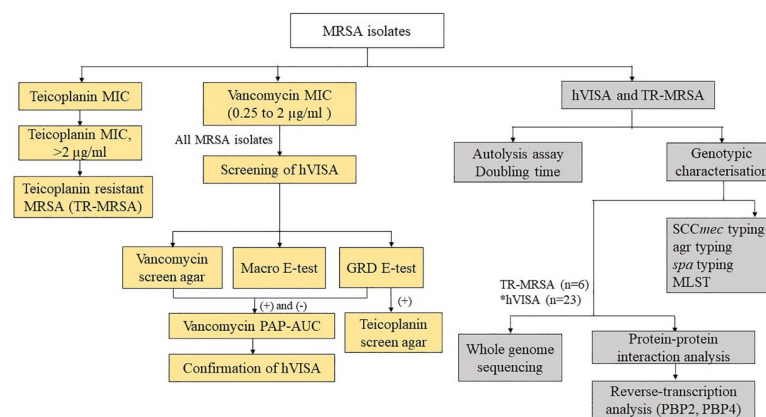 MRSA isolates
Teicoplanin MIC
Vancomycin MIC
(0.25 to 2 µg/ml )
hVISA and TR-MRSA
Teicoplanin MIC,
>2 µg/ml
All MRSA isolates
Autolysis assay
Doubling time
Genotypic
characterisation
Teicoplanin resistant
MRSA (TR-MRSA)
Screening of hVISA
SCCmec typing
agr typing
spa typing
MLST
Vancomycin
screen agar
Macro E-test
GRD E-test
TR-MRSA (n=6)
*hVISA (n=23)
(+) and (-)
(+)
Vancomycin PAP-AUC
Teicoplanin
screen agar
Whole genome
sequencing
Protein-protein
interaction analysis
Confirmation of hVISA
Reverse-transcription
analysis (PBP2, PBP4)